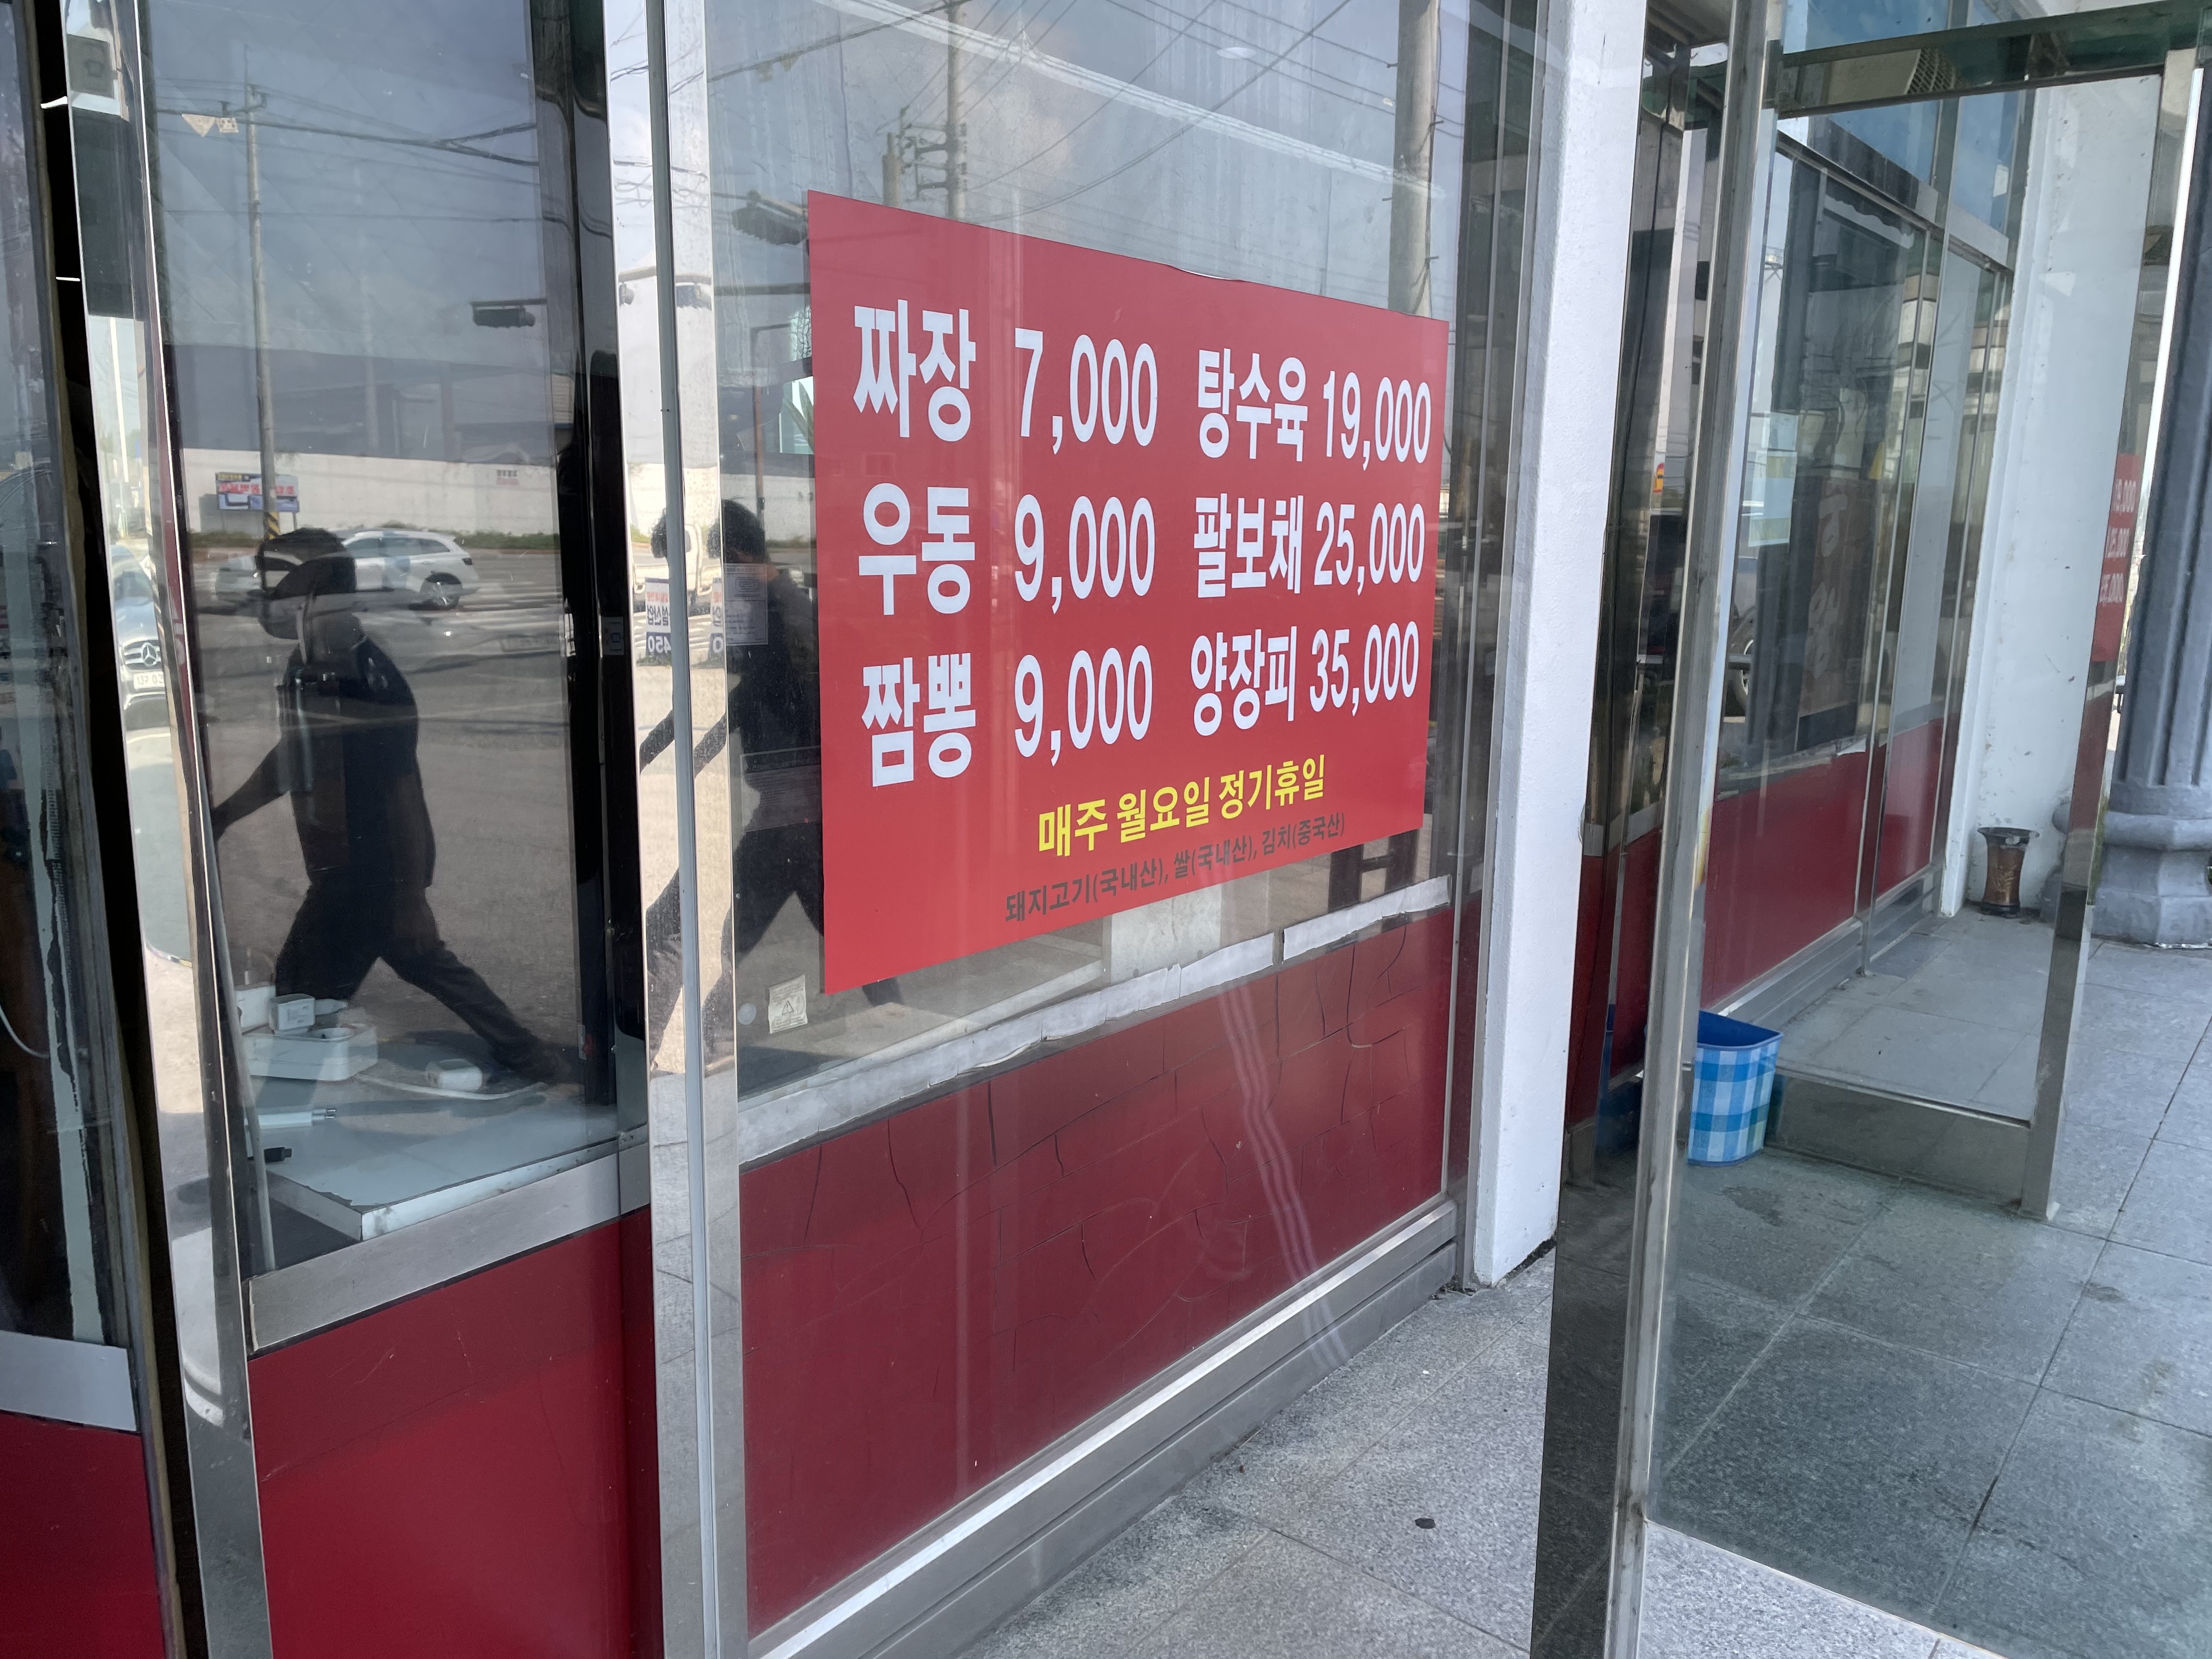 짜장 7,000 탕수육 19,000
우동 9,000 팔보채 25,000
짬뽕 9,000 양장피 35,000
매주 월요일 정기휴일
돼지고기(국내산), 쌀(국내산), 김치(중국산)